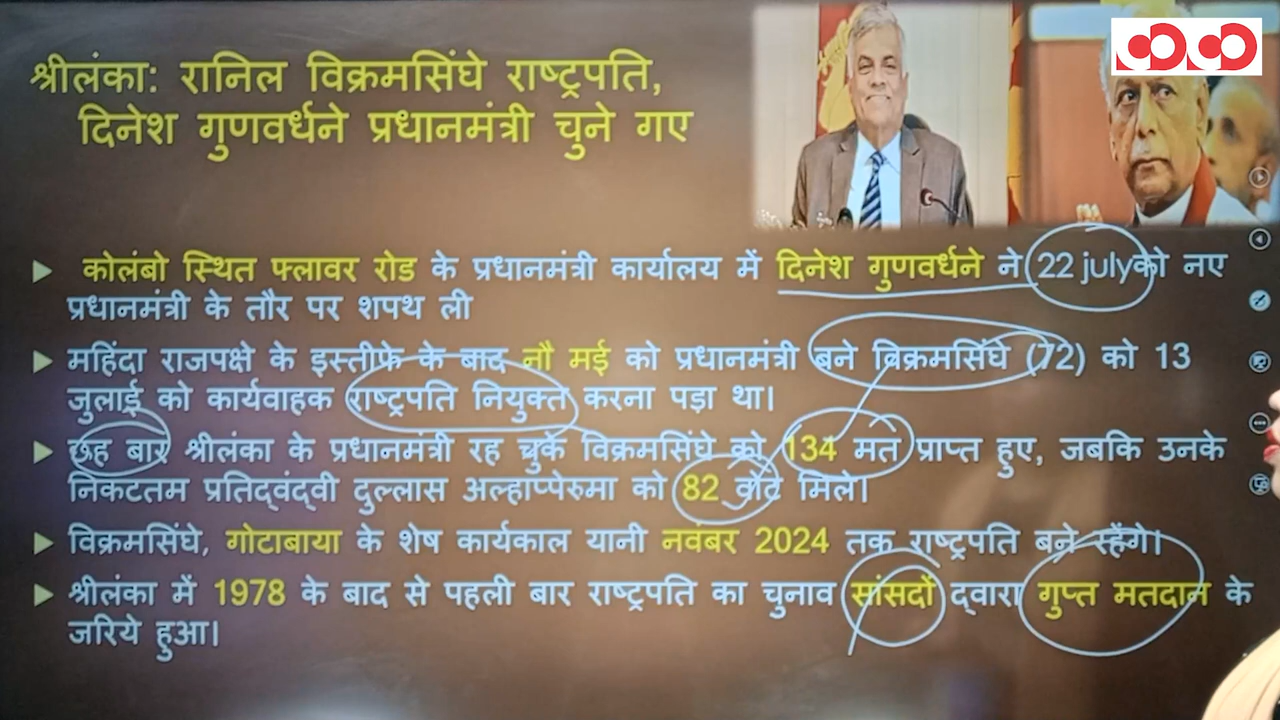 श्रीलंका: रानिल विक्रमसिंघे राष्ट्रपति,
दिनेश गुणवर्धने प्रधानमंत्री चुने गए
कोलंबो स्थित फ्लावर रोड के प्रधानमंत्री कार्यालय में दिनेश गुणवर्धने ने 22 july को नए
प्रधानमंत्री के तौर पर शपथ ली
महिंदा राजपक्षे के इस्तीफे के बाद नौ मई को प्रधानमंत्री बने विक्रमसिंघे (72) को 13
जुलाई को कार्यवाहक राष्ट्रपति नियुक्त करना पड़ा था।
छह बार श्रीलंका के प्रधानमंत्री रह चुके विक्रमसिंघे को 134 मत प्राप्त हुए, जबकि उनके
निकटतम प्रतिद्वंद्वी दुल्लास अल्हाप्पेरुमा को 82 वोट मिले।
विक्रमसिंघे, गोटाबाया के शेष कार्यकाल यानी नवंबर 2024 तक राष्ट्रपति बने रहेंगे।
श्रीलंका में 1978 के बाद से पहली बार राष्ट्रपति का चुनाव सांसदों द्वारा गुप्त मतदान के
जरिये हुआ।